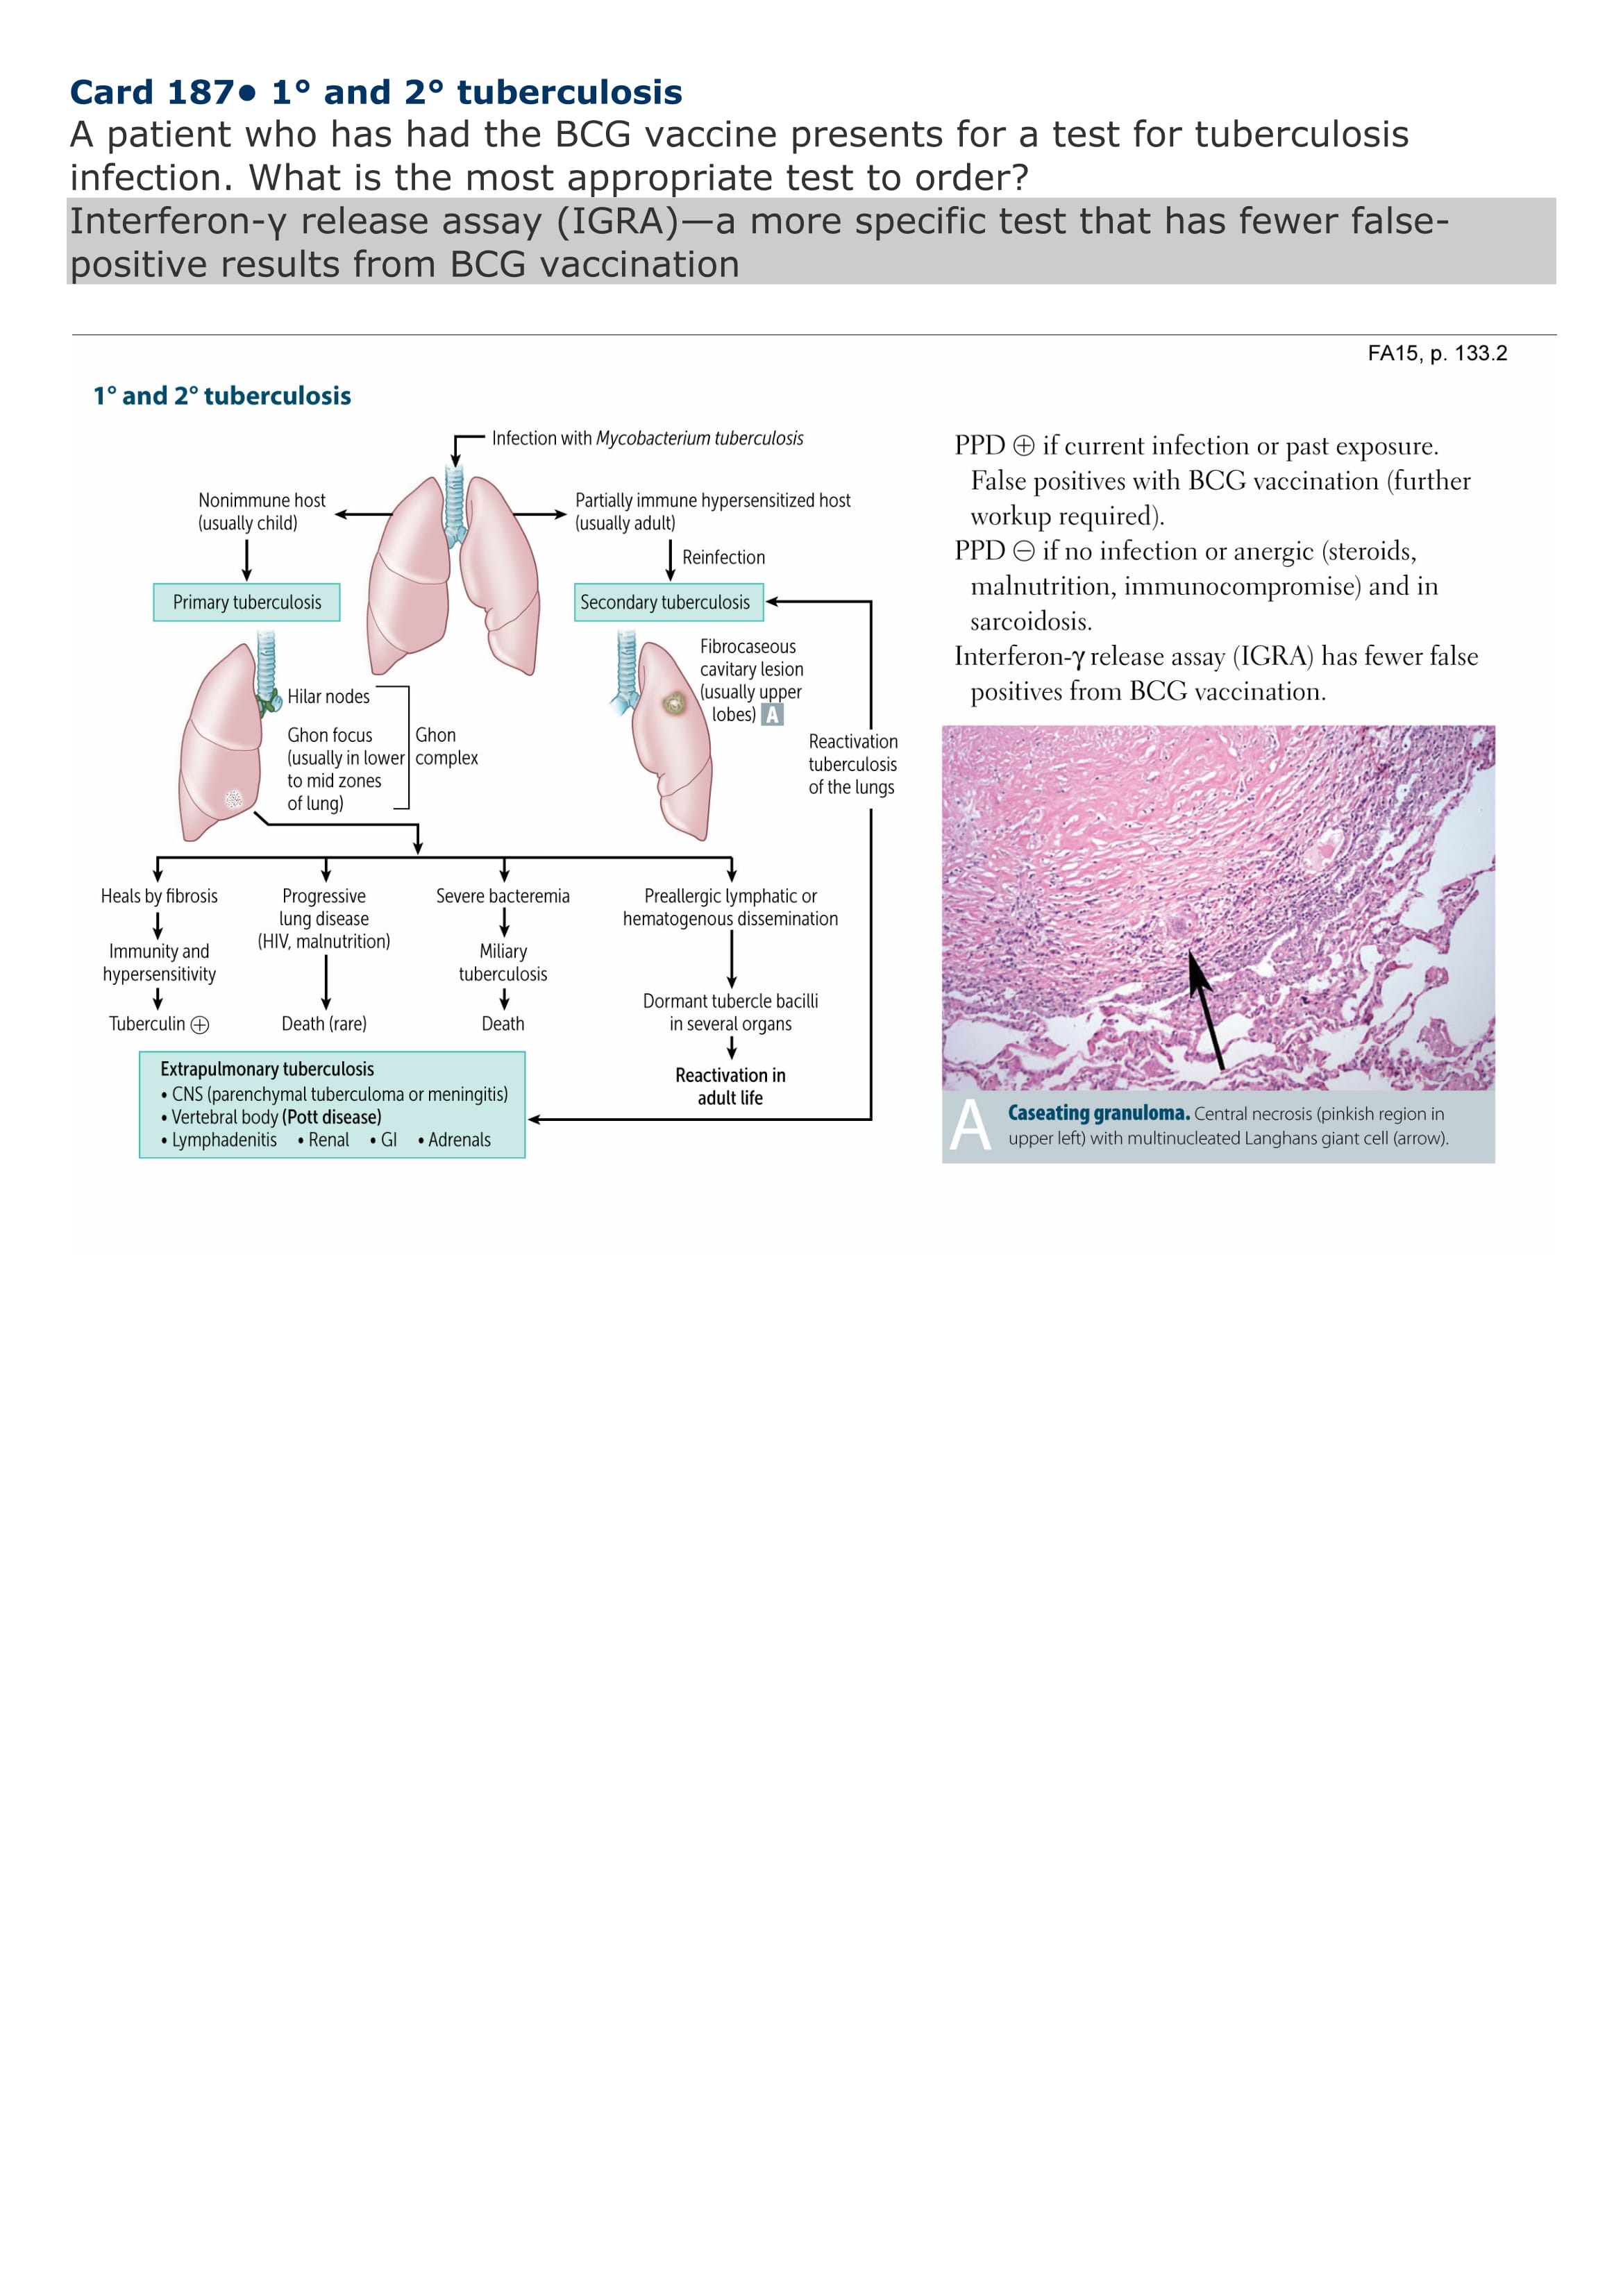 Card 187• 1° and 2° tuberculosis
A patient who has had the BCG vaccine presents for a test for tuberculosis
infection. What is the most appropriate test to order?
Interferon-γ release assay (IGRA)—a more specific test that has fewer false-
positive results from BCG vaccination
FA15, p. 133.2
1° and 2° tuberculosis
Infection with Mycobacterium tuberculosis
Nonimmune host
(usually child)
Partially immune hypersensitized host
(usually adult)
Reinfection
Primary tuberculosis
Secondary tuberculosis
Hilar nodes
Ghon focus
(usually in lower
to mid zones
of lung)
Ghon
complex
Fibrocaseous
cavitary lesion
(usually upper
lobes) A
Reactivation
tuberculosis
of the lungs
Heals by fibrosis
Immunity and
hypersensitivity
Tuberculin ⊕
Progressive
lung disease
(HIV, malnutrition)
Death (rare)
Severe bacteremia
Miliary
tuberculosis
Death
Preallergic lymphatic or
hematogenous dissemination
Dormant tubercle bacilli
in several organs
Reactivation in
adult life
Extrapulmonary tuberculosis
• CNS (parenchymal tuberculoma or meningitis)
• Vertebral body (Pott disease)
• Lymphadenitis • Renal • GI • Adrenals
PPD ⊕ if current infection or past exposure.
False positives with BCG vaccination (further
workup required).
PPD ⊖ if no infection or anergic (steroids,
malnutrition, immunocompromise) and in
sarcoidosis.
Interferon-γ release assay (IGRA) has fewer false
positives from BCG vaccination.
A
Caseating granuloma. Central necrosis (pinkish region in
upper left) with multinucleated Langhans giant cell (arrow).